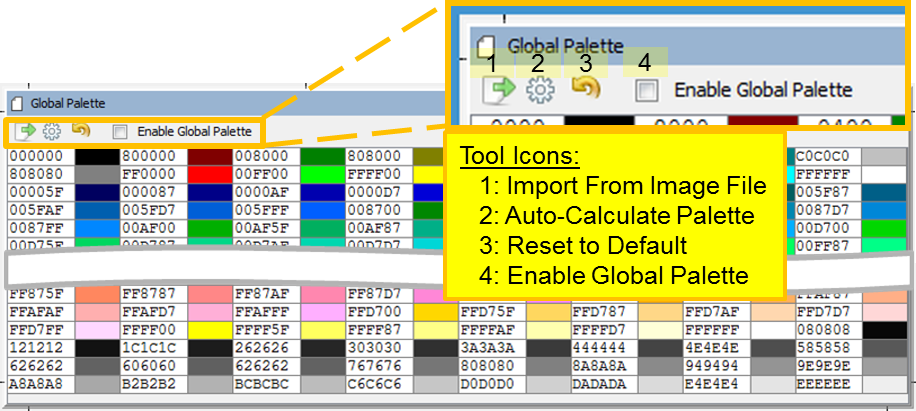 Global Palette
1 2 3 4
Enable Global Palette
Tool Icons:
1: Import From Image File
2: Auto-Calculate Palette
3: Reset to Default
4: Enable Global Palette
Global Palette
Enable Global Palette
000000 800000 008000 808000 C0C0C0
808080 FF0000 00FF00 FFFF00 FFFFFF
00005F 000087 0000AF 0000D7 005F87
005FAF 005FD7 005FFF 008700 0087D7
0087FF 00AF00 00AF5F 00AF87 00D700
00D75F 00D787 00D7AF 00D7D7 00FF87
FF875F FF8787 FF87AF FF87D7
FFAFAF FFAFD7 FFAFFF FFD700 FFD75F FFD787 FFD7AF FFD7D7
FFD7FF FFFF00 FFFF5F FFFF87 FFFFAF FFFFD7 FFFFFF 080808
121212 1C1C1C 262626 303030 3A3A3A 444444 4E4E4E 585858
626262 606060 626262 767676 808080 8A8A8A 949494 9E9E9E
A8A8A8 B2B2B2 BCBCBC C6C6C6 D0D0D0 DADADA E4E4E4 EEEEEE